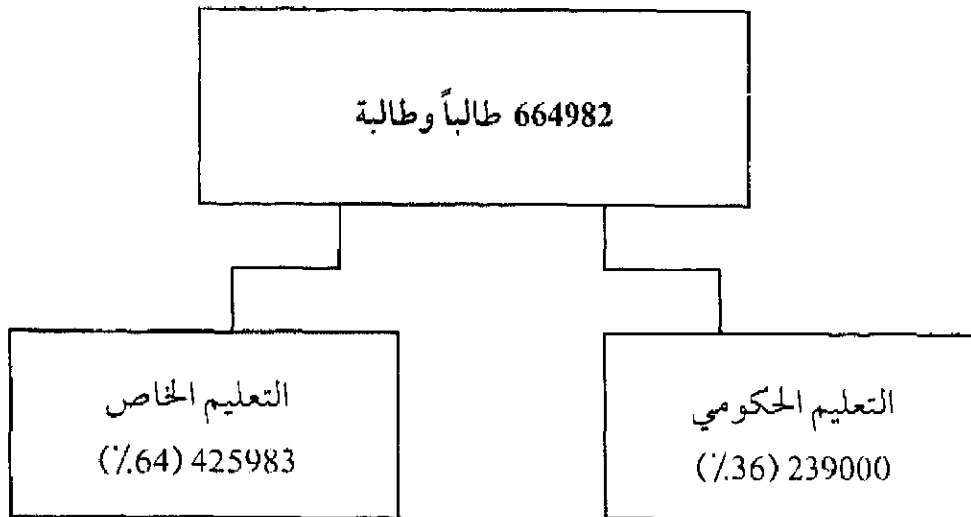 664982 طالباً وطالبة
التعليم الحكومي
239000 (36٪)
التعليم الخاص
425983 (64٪)